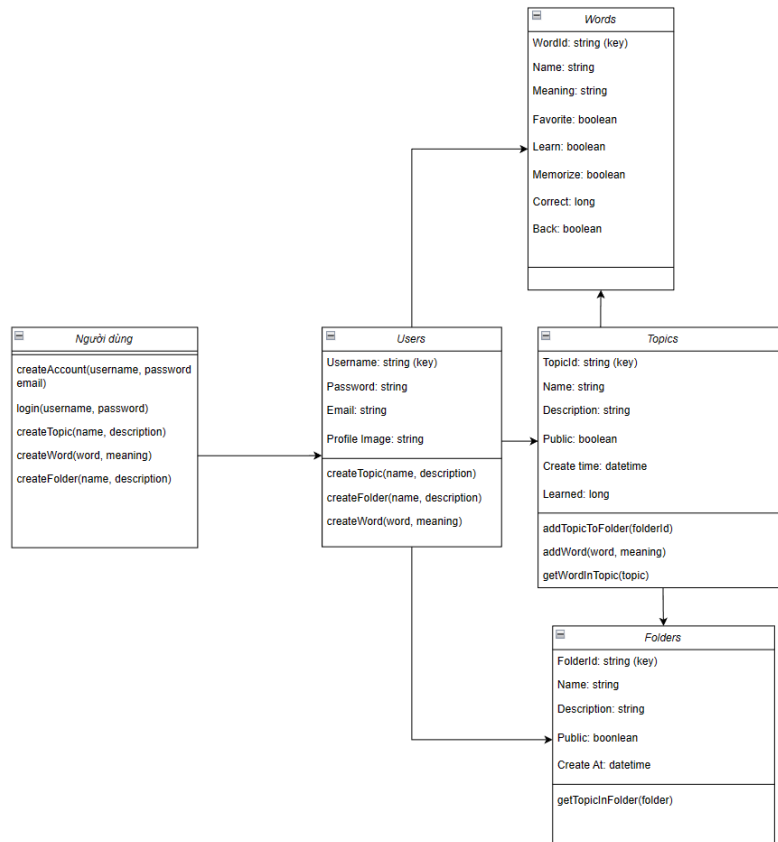 Words
WordId: string (key)
Name: string
Meaning: string
Favorite: boolean
Learn: boolean
Memorize: boolean
Correct: long
Back: boolean
Người dùng
createAccount(username, password
email)
login(username, password)
createTopic(name, description)
createWord(word, meaning)
createFolder(name, description)
Users
Username: string (key)
Password: string
Email: string
Profile Image: string
createTopic(name, description)
createFolder(name, description)
createWord(word, meaning)
Topics
TopicId: string (key)
Name: string
Description: string
Public: boolean
Create time: datetime
Learned: long
addTopicToFolder(folderId)
addWord(word, meaning)
getWordInTopic(topic)
Folders
FolderId: string (key)
Name: string
Description: string
Public: boonlean
Create At: datetime
getTopicInFolder(folder)